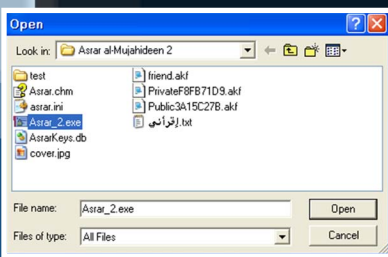 Open
Look in: Asrar al-Mujahideen 2
test
Asrar.chm
asrar.ini
Asrar_2.exe
AsrarKeys.db
cover.jpg
friend.akf
PrivateF8FB71D9.akf
Public3A15C27B.akf
إقرأني.txt
File name: Asrar_2.exe
Open
Files of type: All Files
Cancel